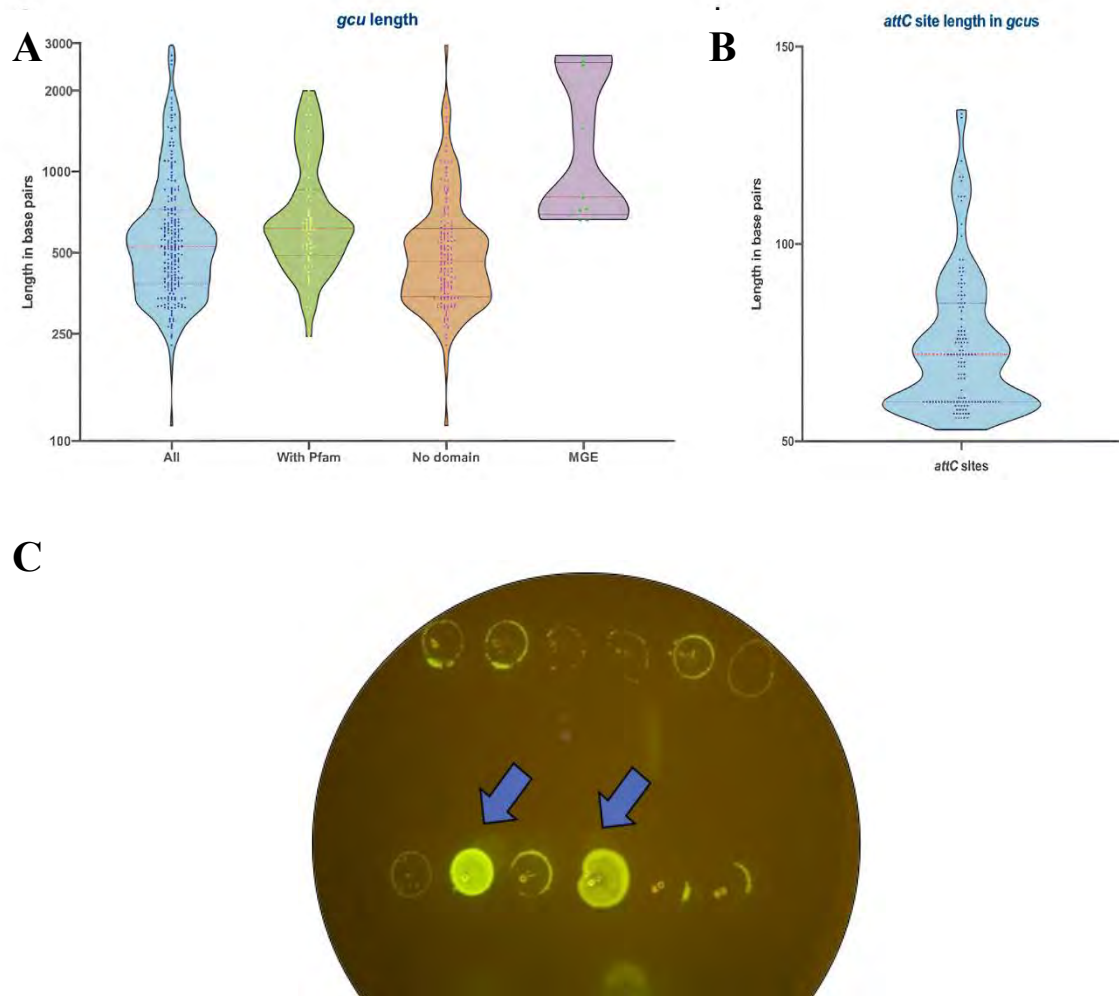 A
gcu length
Length in base pairs
3000
2000
1000
500
250
100
All
With Pfam
No domain
MGE
B
attC site length in gcus
Length in base pairs
150
100
50
attC sites
C